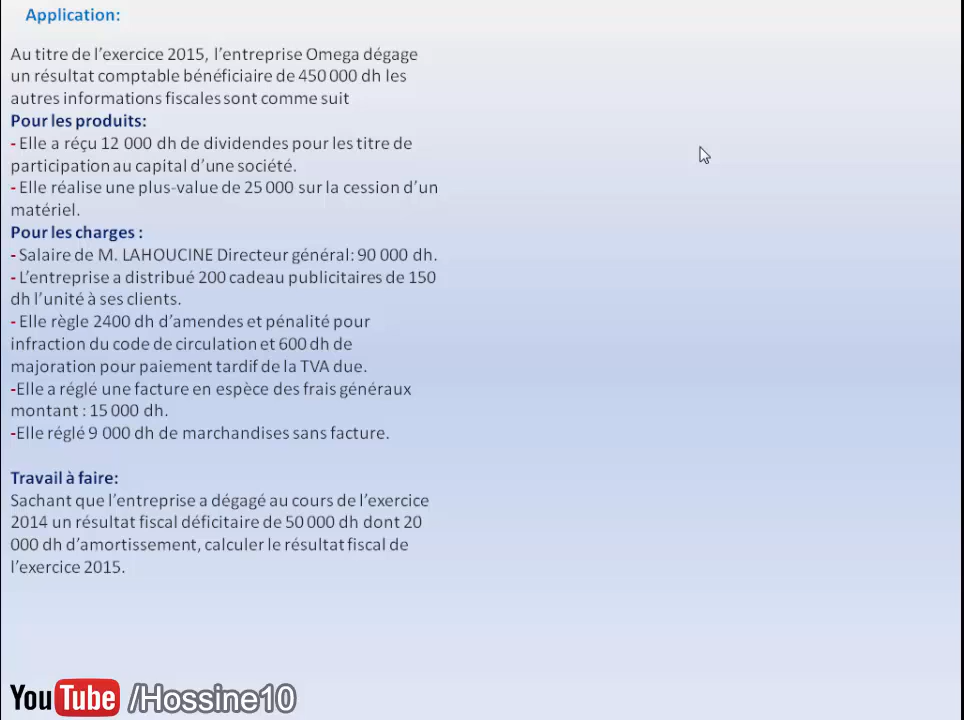 Application:
Au titre de l'exercice 2015, l'entreprise Omega dégage
un résultat comptable bénéficiaire de 450 000 dh les
autres informations fiscales sont comme suit
Pour les produits:
- Elle a réçu 12 000 dh de dividendes pour les titre de
participation au capital d'une société.
- Elle réalise une plus-value de 25 000 sur la cession d'un
matériel.
Pour les charges :
- Salaire de M. LAHOUCINE Directeur général: 90 000 dh.
- L'entreprise a distribué 200 cadeau publicitaires de 150
dh l'unité à ses clients.
- Elle règle 2400 dh d'amendes et pénalité pour
infraction du code de circulation et 600 dh de
majoration pour paiement tardif de la TVA due.
-Elle a réglé une facture en espèce des frais généraux
montant : 15 000 dh.
-Elle réglé 9 000 dh de marchandises sans facture.
Travail à faire:
Sachant que l'entreprise a dégagé au cours de l'exercice
2014 un résultat fiscal déficitaire de 50 000 dh dont 20
000 dh d'amortissement, calculer le résultat fiscal de
l'exercice 2015.
YouTube /Hossine10